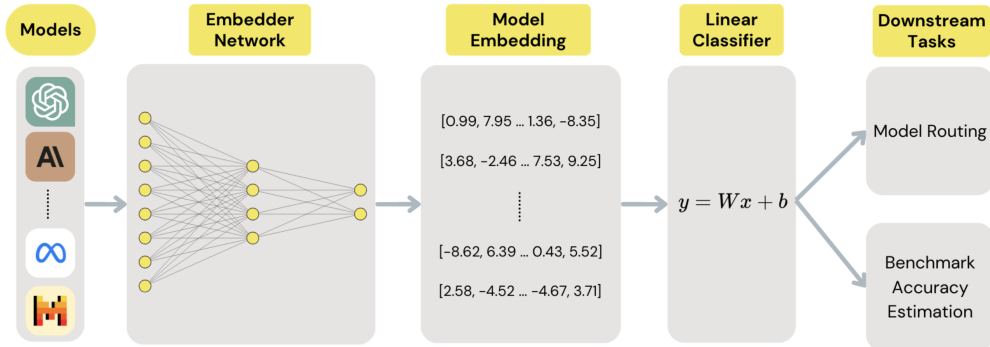 Models
Embedder
Network
Model
Embedding
Linear
Classifier
Downstream
Tasks
AI
[0.99, 7.95 ... 1.36, -8.35]
[3.68, -2.46 ... 7.53, 9.25]
[-8.62, 6.39 ... 0.43, 5.52]
[2.58, -4.52 ... -4.67, 3.71]
y = Wx + b
Model Routing
Benchmark
Accuracy
Estimation